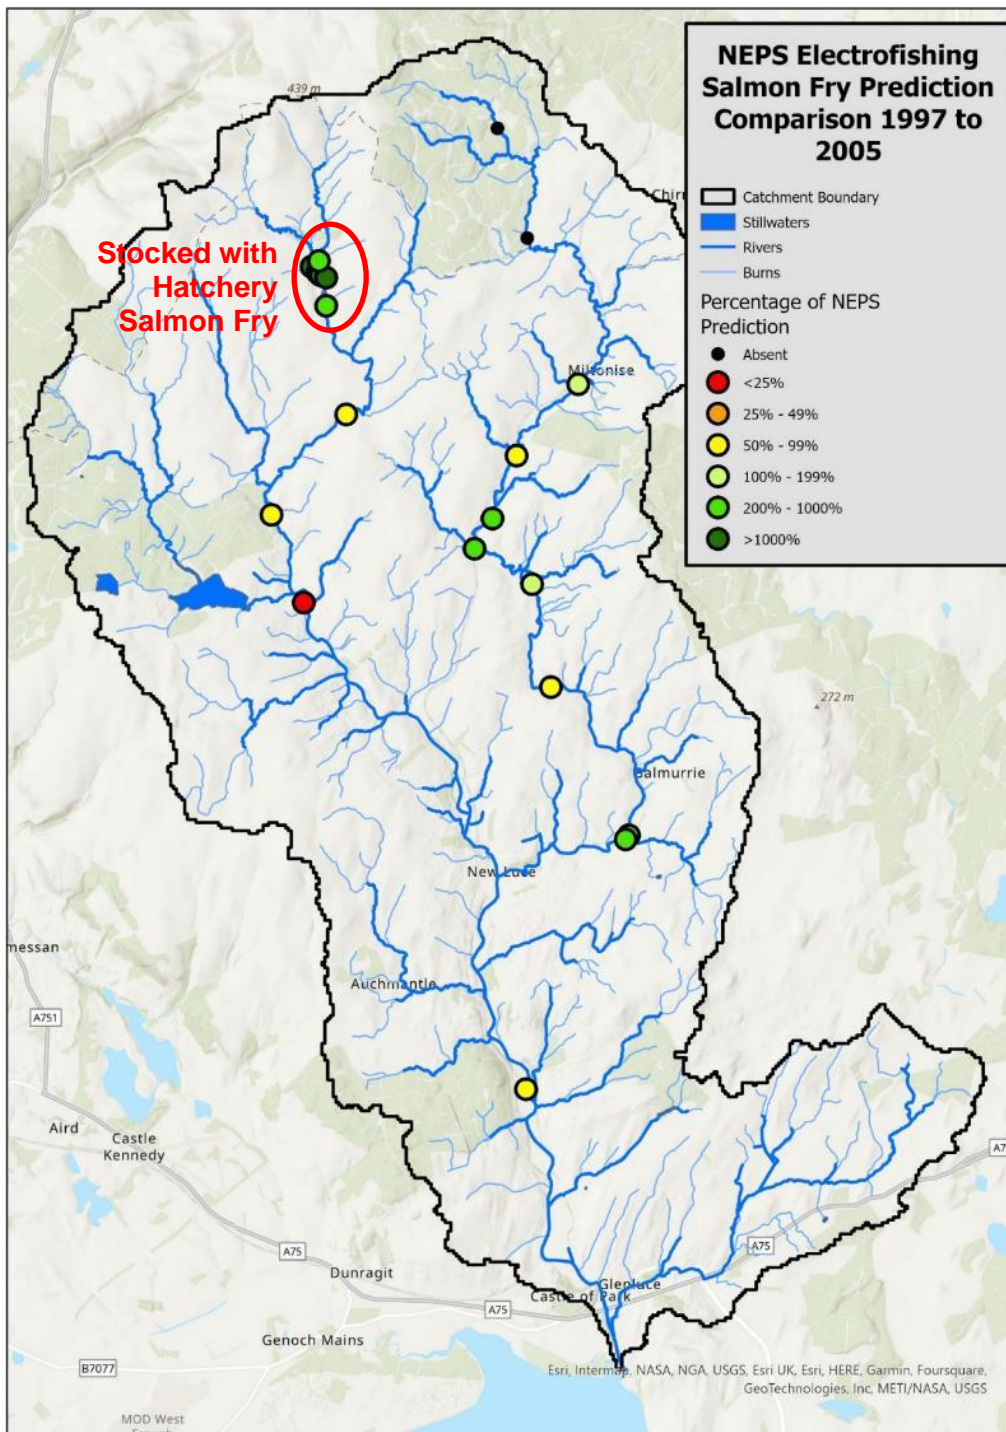 NEPS Electrofishing
Salmon Fry Prediction
Comparison 1997 to
2005
Catchment Boundary
Stillwaters
Rivers
Burns
Percentage of NEPS
Prediction
Absent
<25%
25% - 49%
50% - 99%
100% - 199%
200% - 1000%
>1000%
439 m
Chirm
Stocked with
Hatchery
Salmon Fry
Miltonise
272 m
Balmurrie
New Luce
messan
Auchmantle
A751
Aird
Castle
Kennedy
A7
A75
A75
Dunragit
Glenluce
Castle of Park
A75
Genoch Mains
B7077
Esri, Intermap, NASA, NGA, USGS, Esri UK, Esri, HERE, Garmin, Foursquare,
GeoTechnologies, Inc, METI/NASA, USGS
MOD West